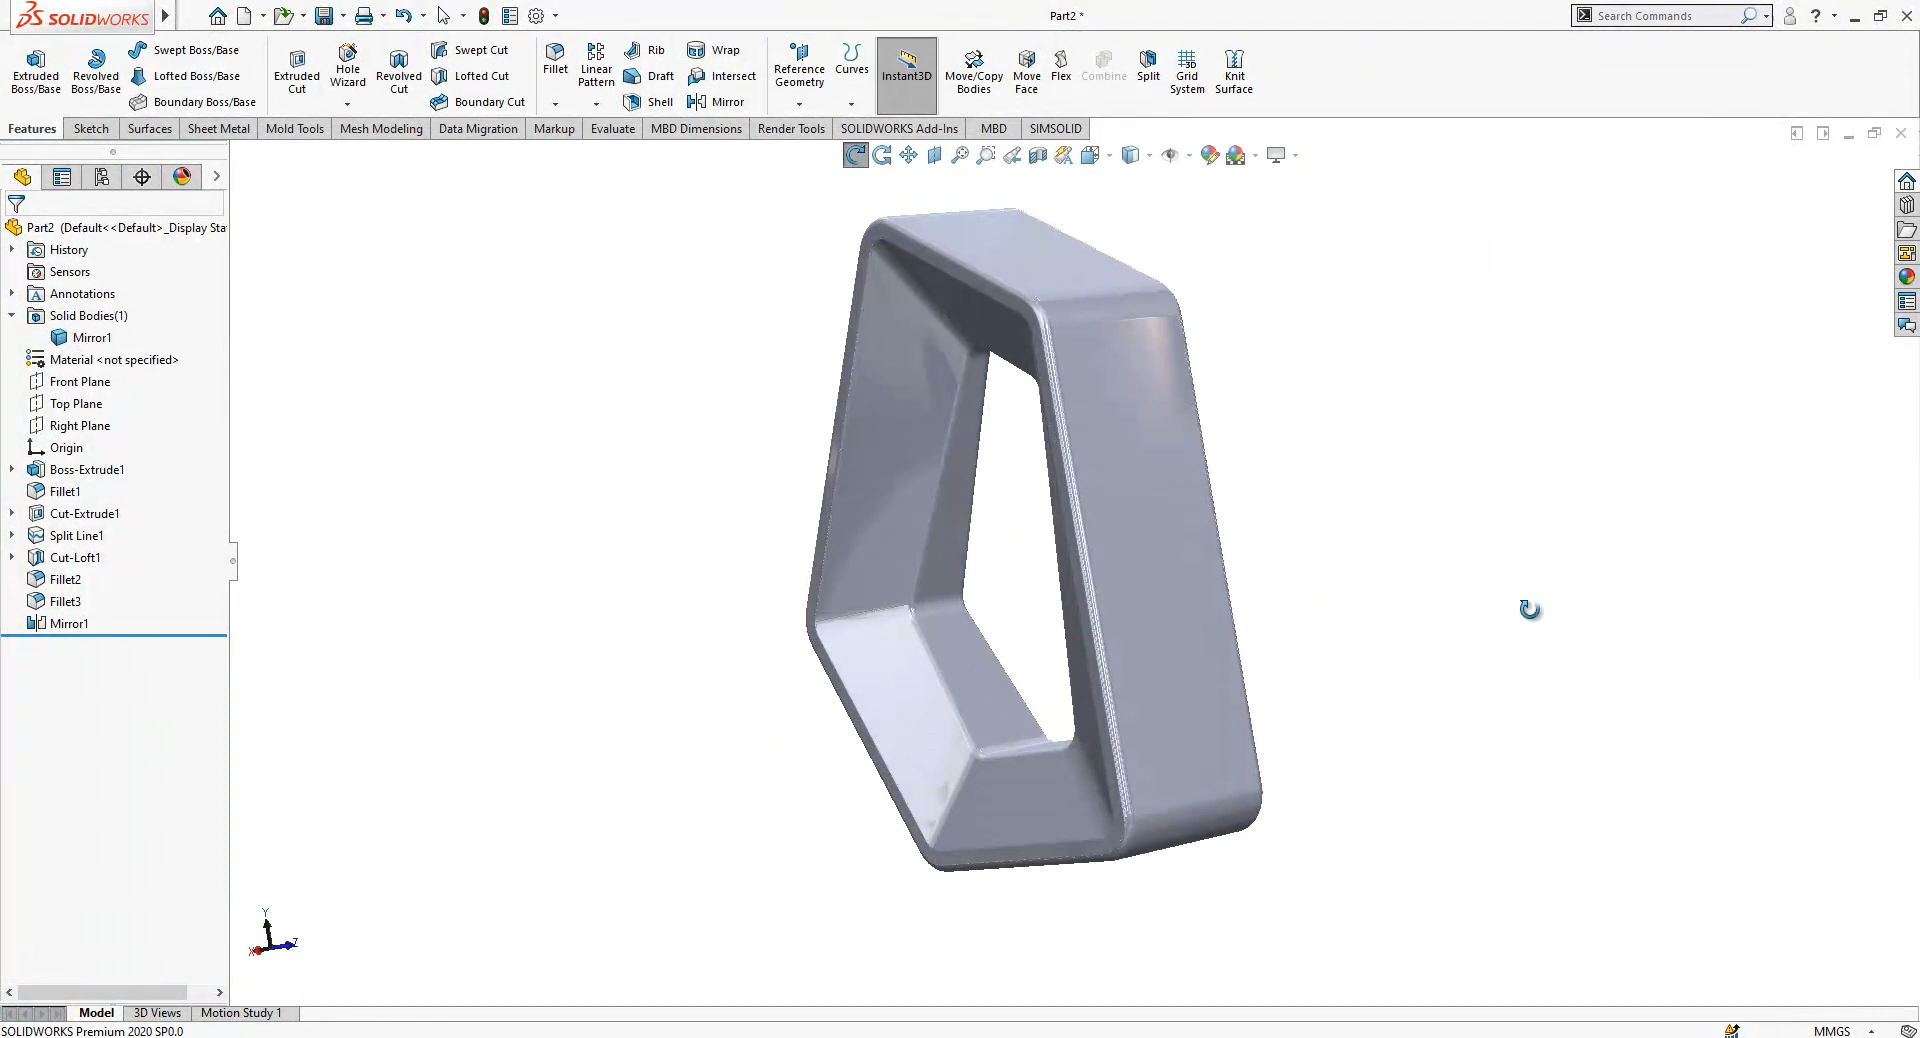 SOLIDWORKS
Part2 *
Search Commands
Extruded Boss/Base
Revolved Boss/Base
Swept Boss/Base
Lofted Boss/Base
Boundary Boss/Base
Extruded Cut
Hole Wizard
Revolved Cut
Swept Cut
Lofted Cut
Boundary Cut
Fillet
Linear Pattern
Rib
Draft
Shell
Wrap
Intersect
Mirror
Reference Geometry
Curves
Instant3D
Move/Copy Bodies
Move Face
Flex
Combine
Split
Grid System
Knit Surface
Features
Sketch
Surfaces
Sheet Metal
Mold Tools
Mesh Modeling
Data Migration
Markup
Evaluate
MBD Dimensions
Render Tools
SOLIDWORKS Add-Ins
MBD
SIMSOLID
Part2 (Default<<Default>_Display Sta
History
Sensors
Annotations
Solid Bodies(1)
Mirror1
Material <not specified>
Front Plane
Top Plane
Right Plane
Origin
Boss-Extrude1
Fillet1
Cut-Extrude1
Split Line1
Cut-Loft1
Fillet2
Fillet3
Mirror1
Y
X
Z
Model
3D Views
Motion Study 1
SOLIDWORKS Premium 2020 SP0.0
MMGS